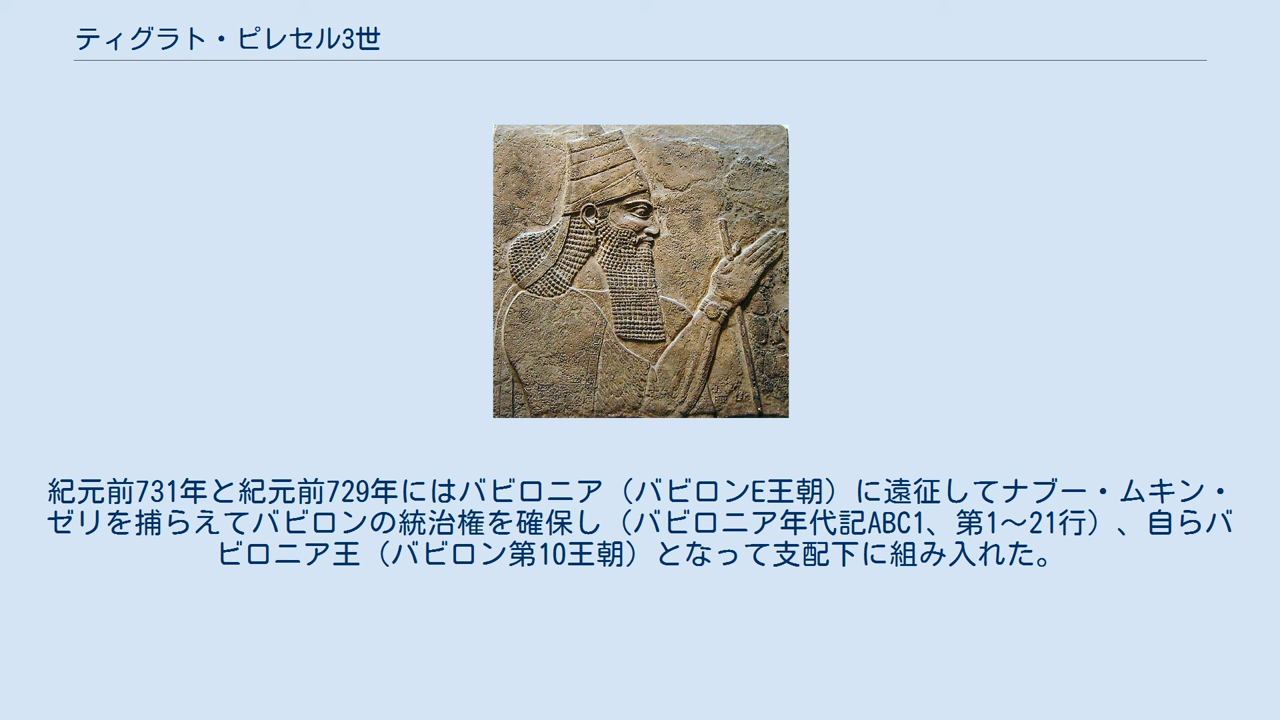 ティグラト・ピレセル3世
紀元前731年と紀元前729年にはバビロニア（バビロンE王朝）に遠征してナブー・ムキン・
ゼリを捕らえてバビロンの統治権を確保し（バビロニア年代記ABC1、第1～21行）、自らバ
ビロニア王（バビロン第10王朝）となって支配下に組み入れた。